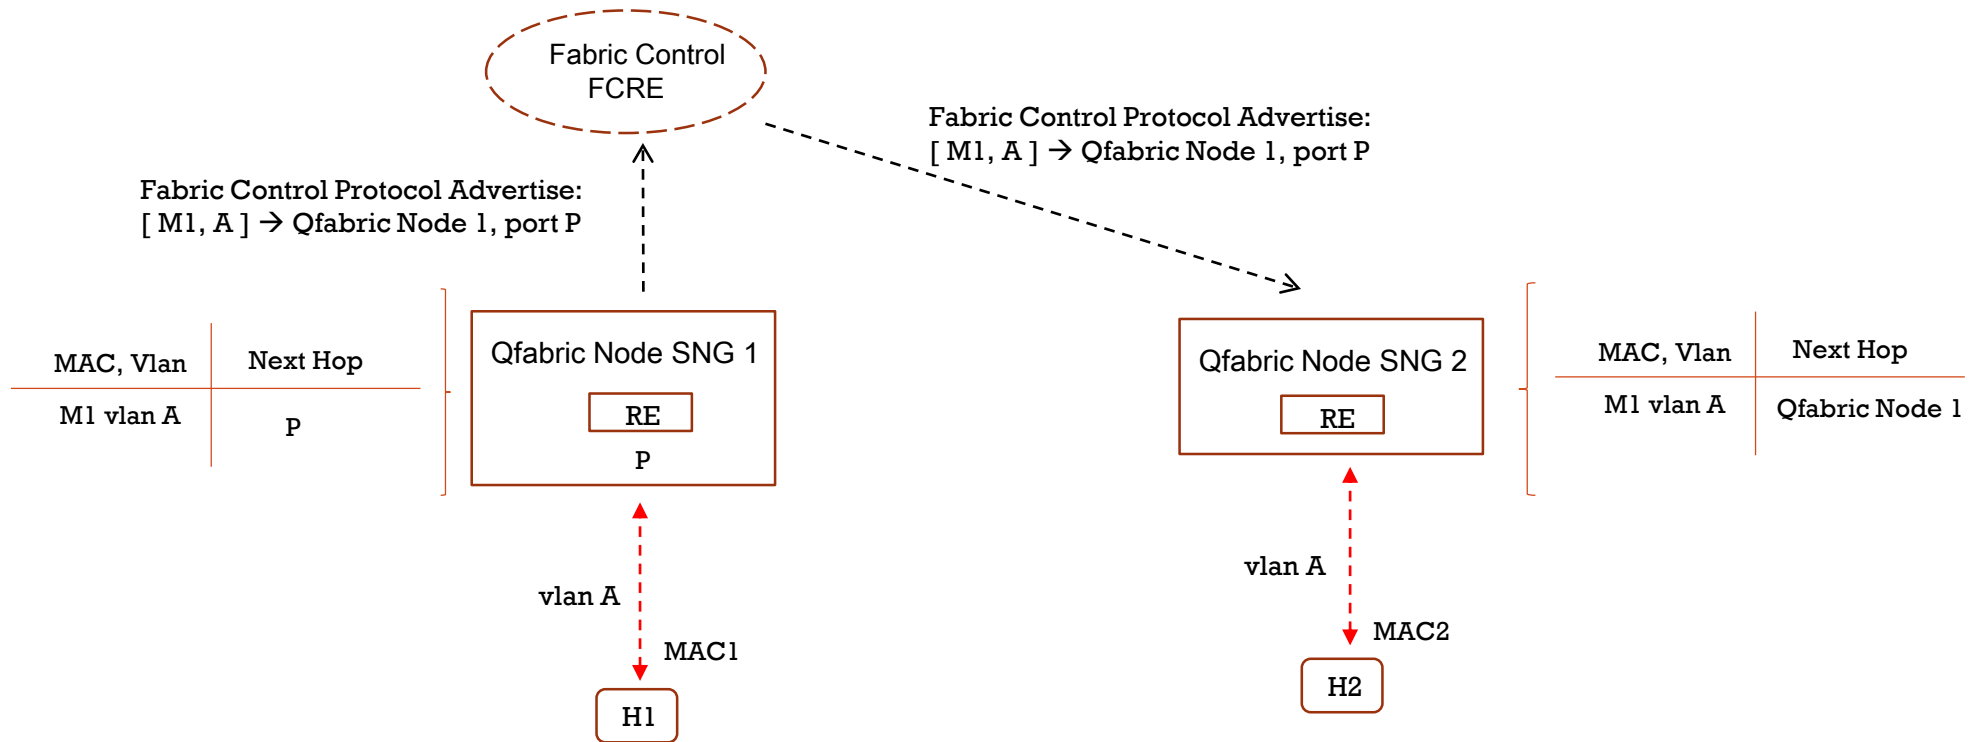 Fabric Control
FCRE
Fabric Control Protocol Advertise:
[ M1, A ] → Qfabric Node 1, port P
Fabric Control Protocol Advertise:
[ M1, A ] → Qfabric Node 1, port P
MAC, Vlan
Next Hop
M1 vlan A
P
Qfabric Node SNG 1
RE
P
Qfabric Node SNG 2
RE
MAC, Vlan
Next Hop
M1 vlan A
Qfabric Node 1
vlan A
MAC1
H1
vlan A
MAC2
H2